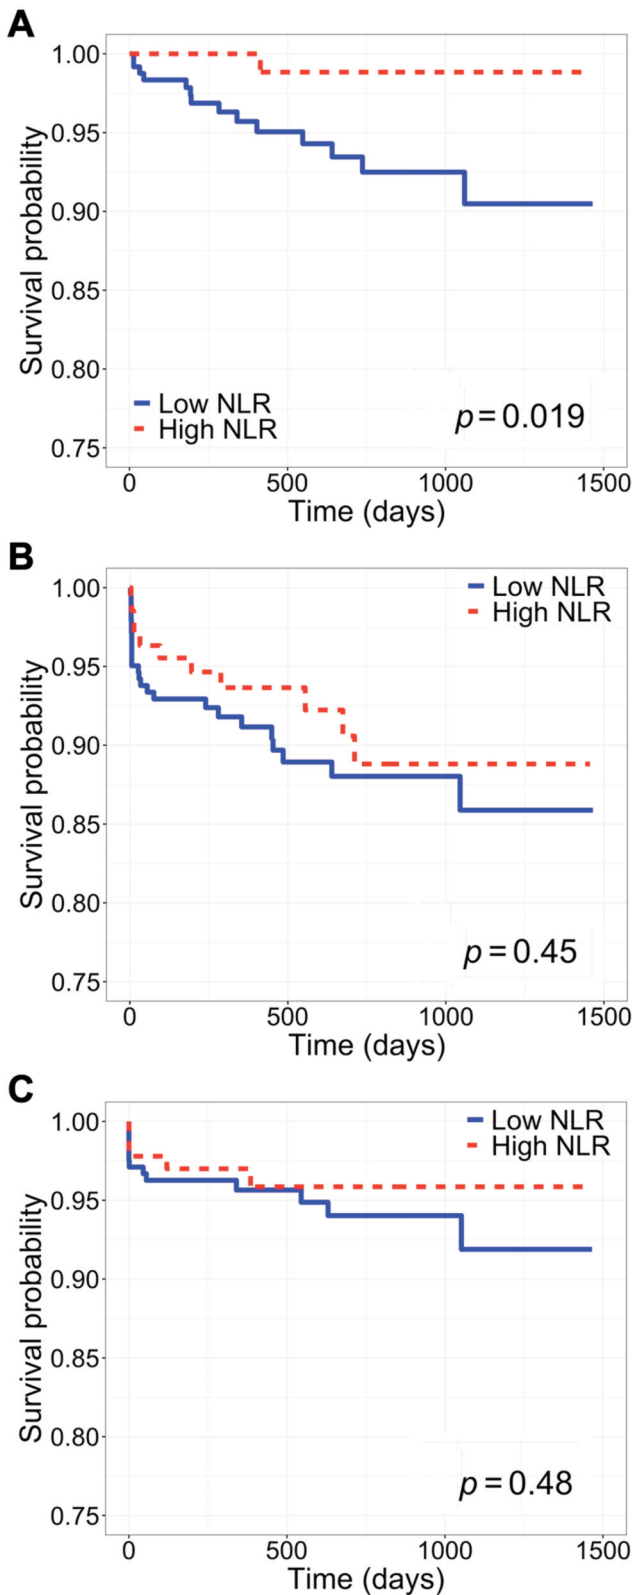 A
Survival probability
1.00
0.95
0.90
0.85
0.80
0.75
Low NLR
High NLR
p = 0.019
0 500 1000 1500
Time (days)
B
Survival probability
1.00
0.95
0.90
0.85
0.80
0.75
Low NLR
High NLR
p = 0.45
0 500 1000 1500
Time (days)
C
Survival probability
1.00
0.95
0.90
0.85
0.80
0.75
Low NLR
High NLR
p = 0.48
0 500 1000 1500
Time (days)